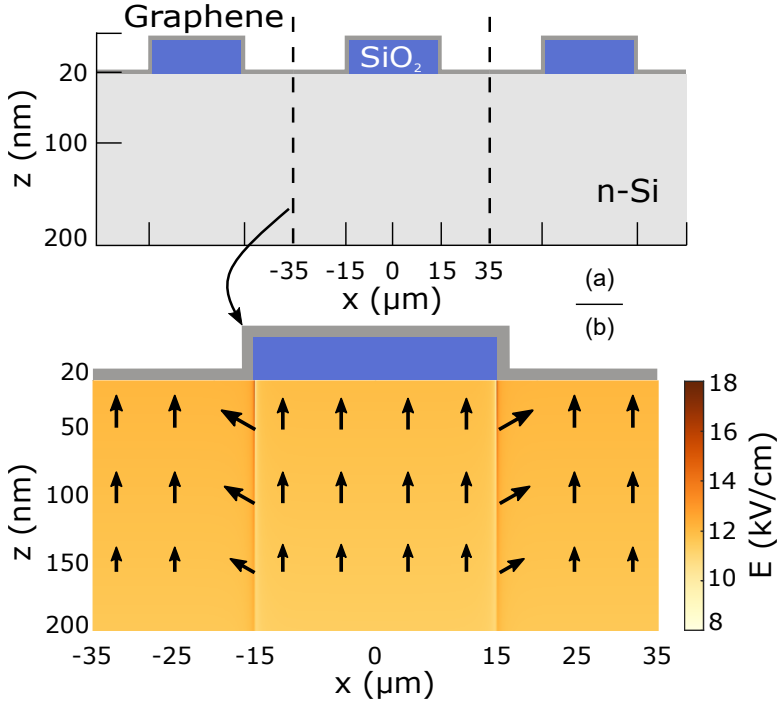 Graphene
SiO₂
20
100
200
z (nm)
n-Si
-35 -15 0 15 35
x (μm)
(a)
(b)
20
50
100
150
200
z (nm)
-35 -25 -15 0 15 25 35
x (μm)
18
16
14
12
10
8
E (kV/cm)